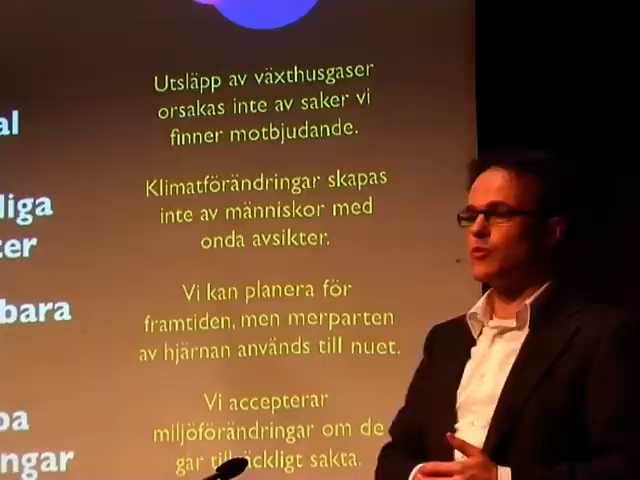 al
liga
ter
bara
pa
ngar
Utsläpp av växthusgaser
orsakas inte av saker vi
finner motbjudande.
Klimatförändringar skapas
inte av människor med
onda avsikter.
Vi kan planera för
framtiden, men merparten
av hjärnan används till nuet.
Vi accepterar
miljöförändringar om de
går tillräckligt sakta.